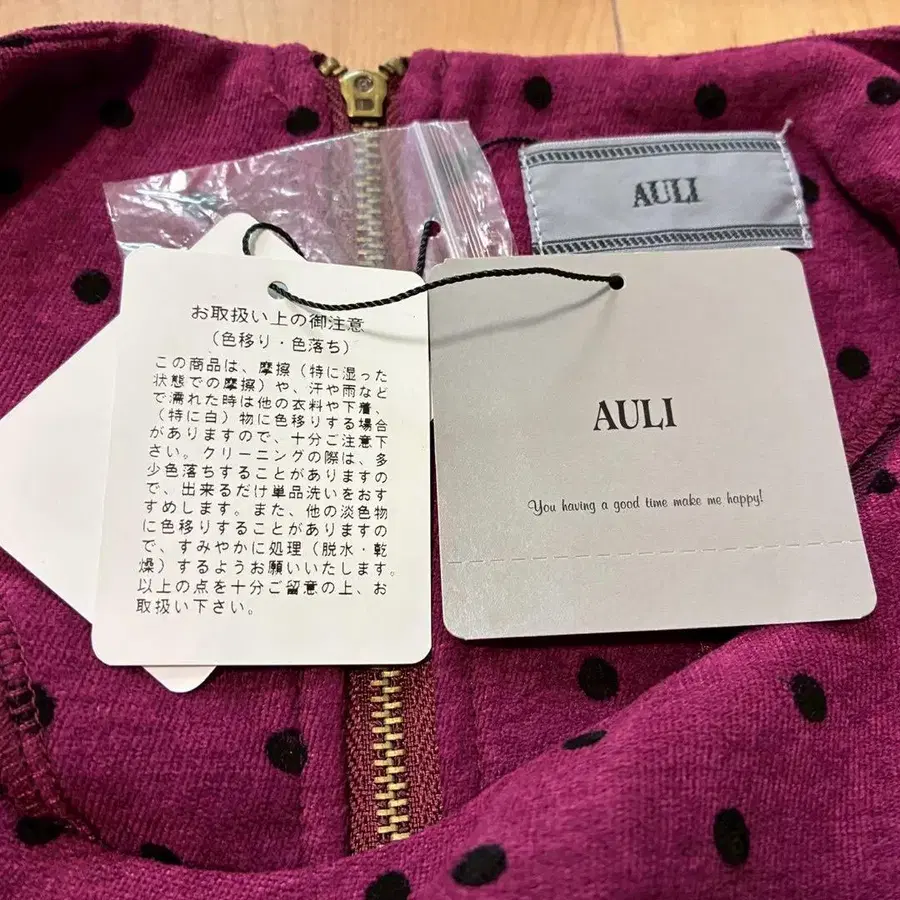 AULI
お取扱い上の御注意
（色移り・色落ち）
この商品は、摩擦（特に湿った
状態での摩擦）や、汗や雨など
で濡れた時は他の衣料や下着、
（特に白）物に色移りする場合
がありますので、十分ご注意下
さい。クリーニングの際は、多
少色落ちすることがありますの
で、出来るだけ単品洗いをおす
すめします。また、他の淡色物
に色移りすることがありますの
で、すみやかに処理（脱水・乾
燥）するようお願いいたします。
以上の点を十分ご留意の上、お
取扱い下さい。
AULI
You having a good time make me happy!